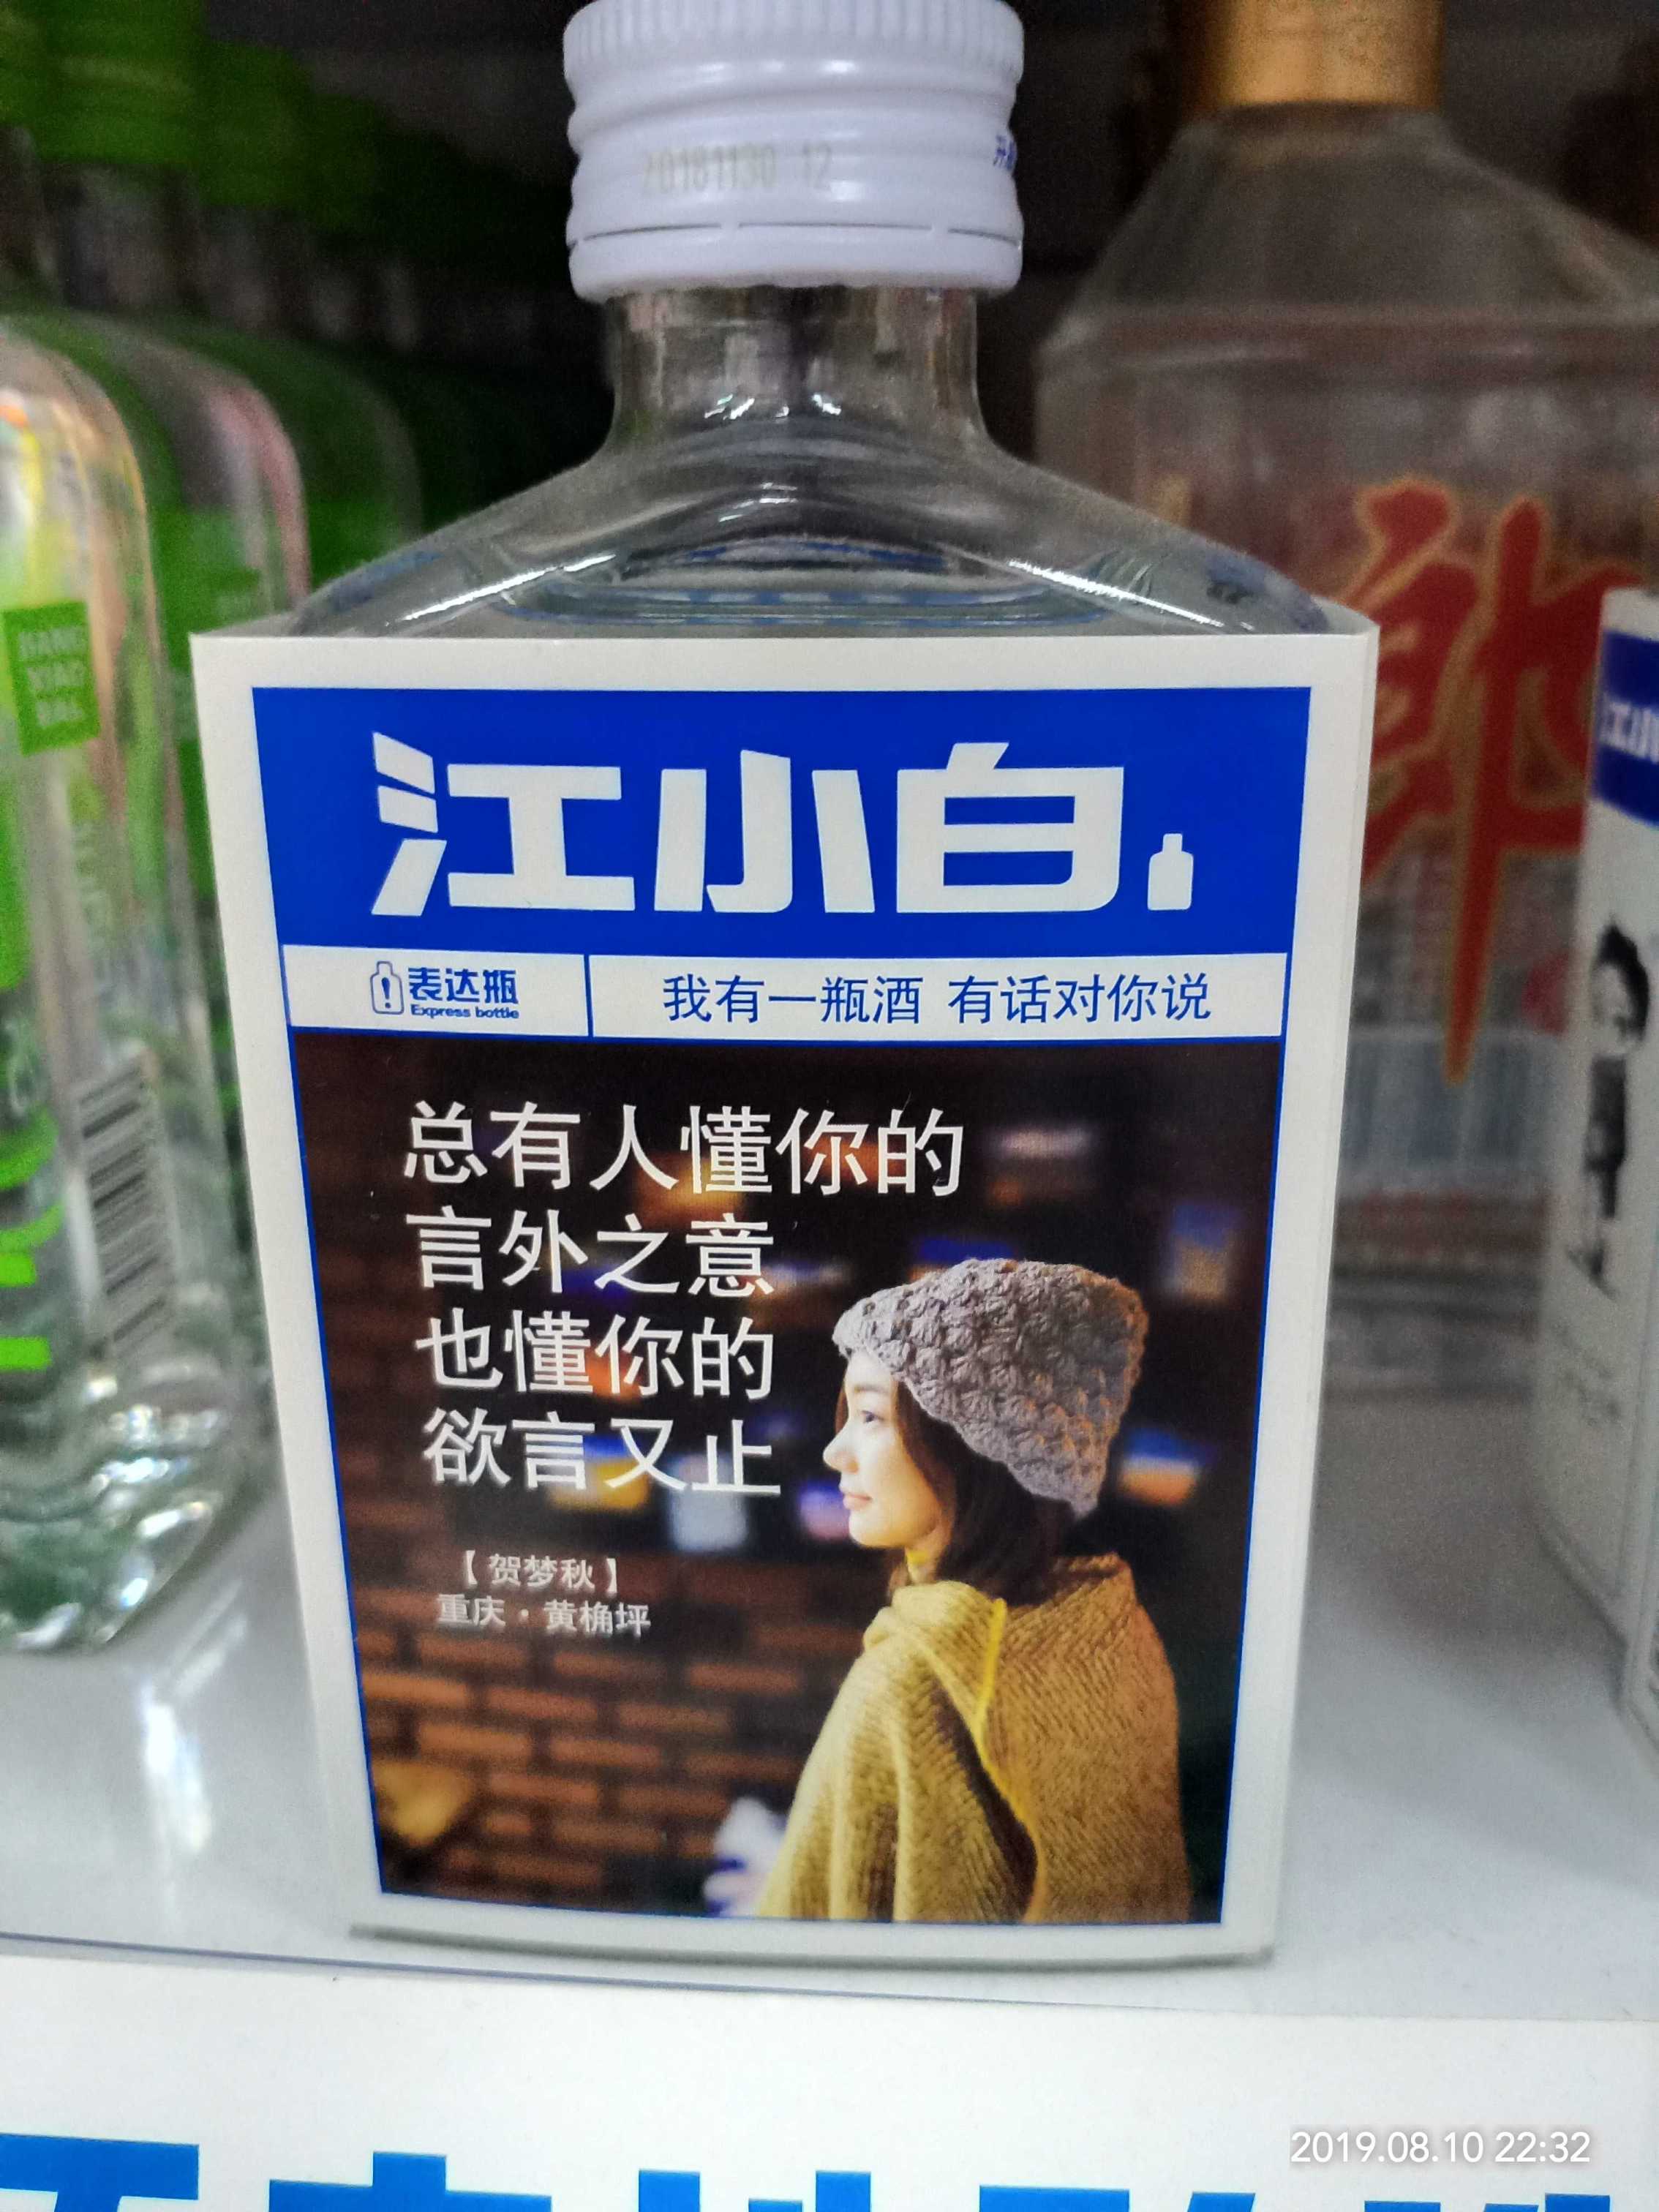 20181130 12
江小白
表达瓶
Express bottle
我有一瓶酒 有话对你说
总有人懂你的
言外之意
也懂你的
欲言又止
【贺梦秋】
重庆·黄桷坪
郎
2019.08.10 22:32